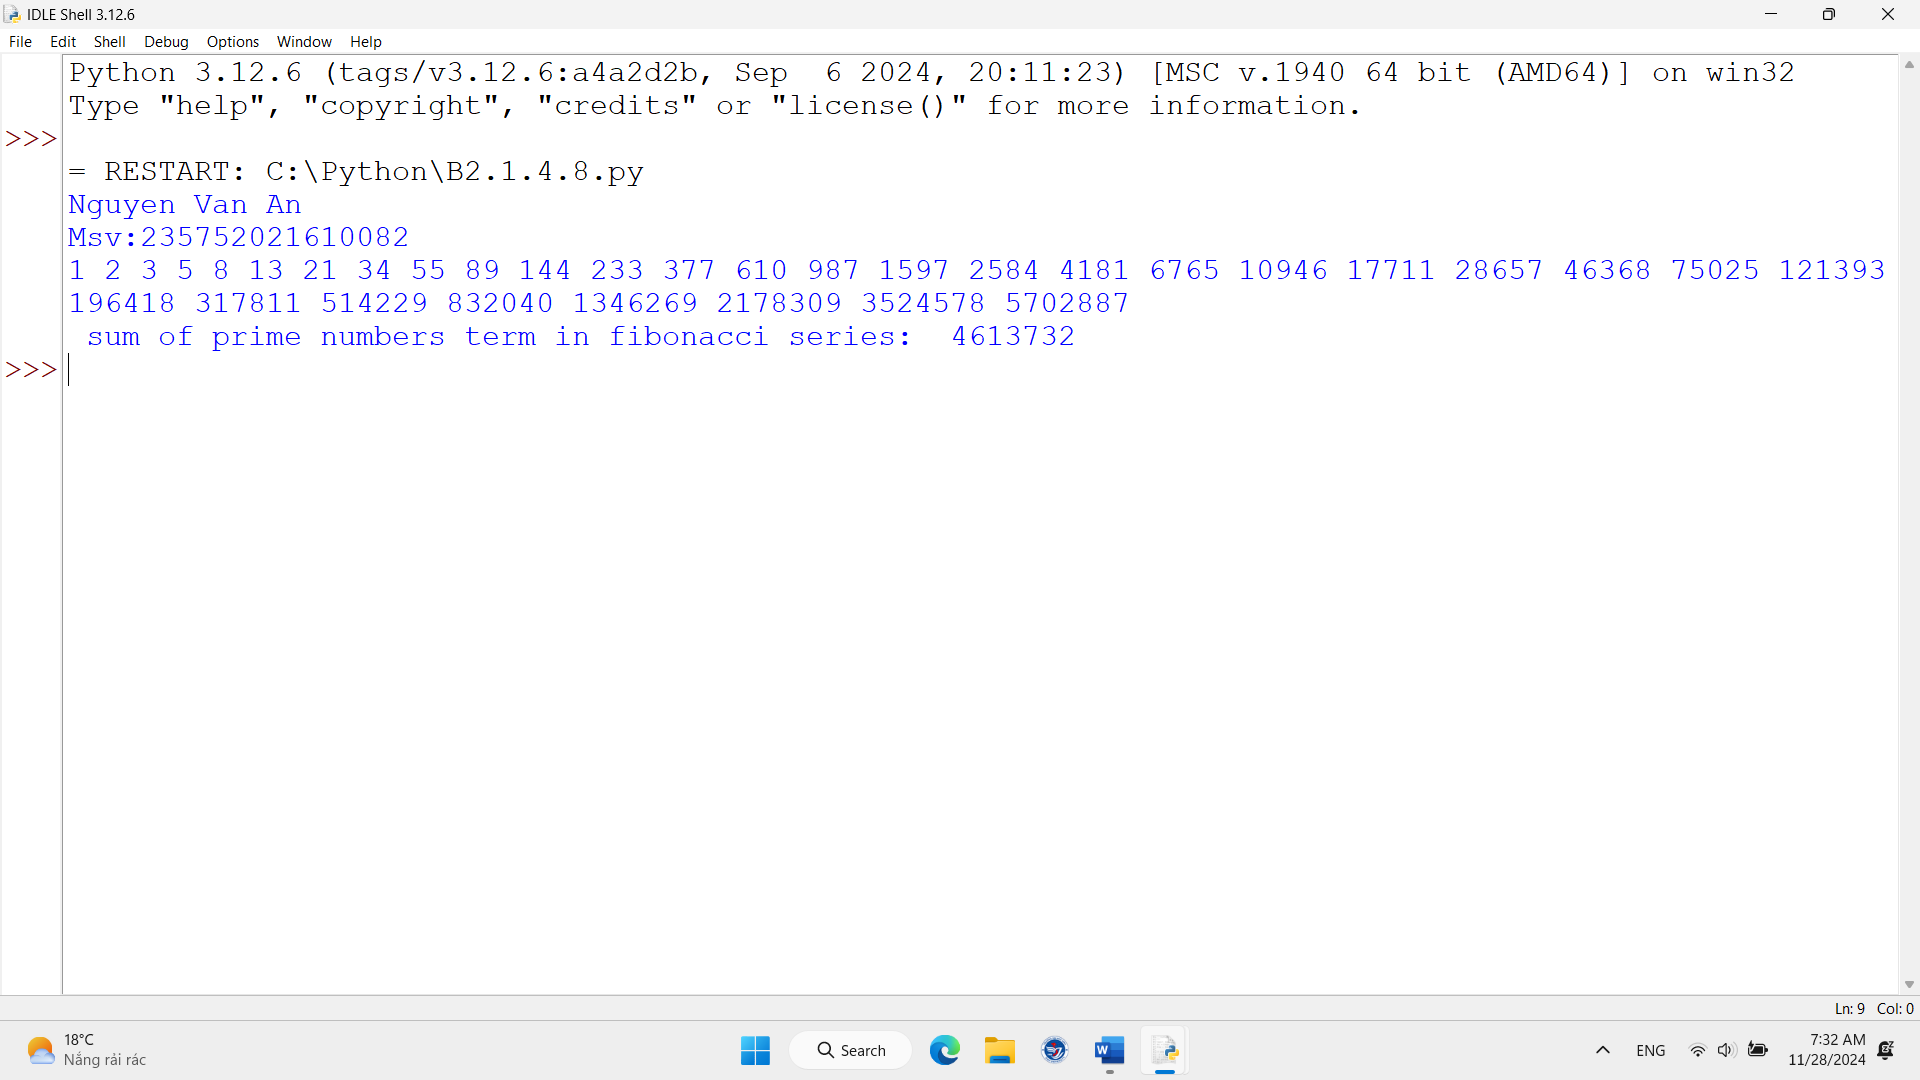 IDLE Shell 3.12.6
File Edit Shell Debug Options Window Help
Python 3.12.6 (tags/v3.12.6:a4a2d2b, Sep  6 2024, 20:11:23) [MSC v.1940 64 bit (AMD64)] on win32
Type "help", "copyright", "credits" or "license()" for more information.
>>>
= RESTART: C:\Python\B2.1.4.8.py
Nguyen Van An
Msv:235752021610082
1 2 3 5 8 13 21 34 55 89 144 233 377 610 987 1597 2584 4181 6765 10946 17711 28657 46368 75025 121393
196418 317811 514229 832040 1346269 2178309 3524578 5702887
sum of prime numbers term in fibonacci series:  4613732
>>>
Ln: 9 Col: 0
18°C
Nắng rải rác
Search
ENG
7:32 AM
11/28/2024